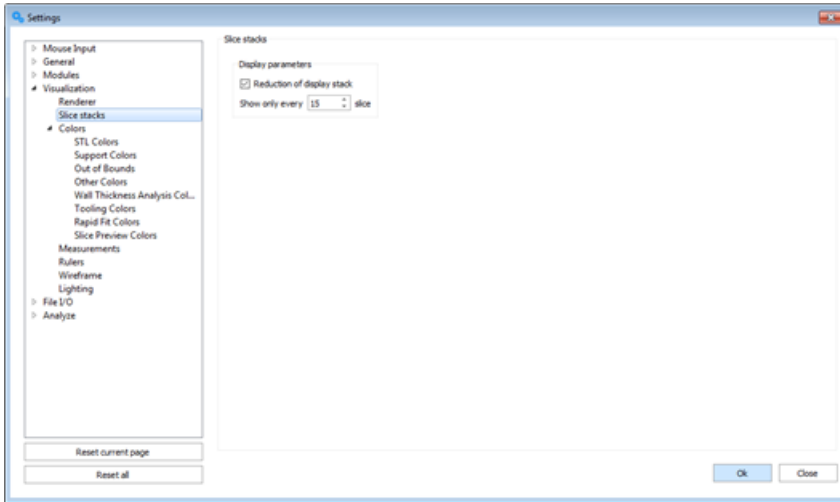 Settings
Mouse Input
General
Modules
Visualization
Renderer
Slice stacks
Colors
STL Colors
Support Colors
Out of Bounds
Other Colors
Wall Thickness Analysis Col...
Tooling Colors
Rapid Fit Colors
Slice Preview Colors
Measurements
Rulers
Wireframe
Lighting
File I/O
Analyze
Reset current page
Reset all
Slice stacks
Display parameters
Reduction of display stack
Show only every 15 slice
Ok Close